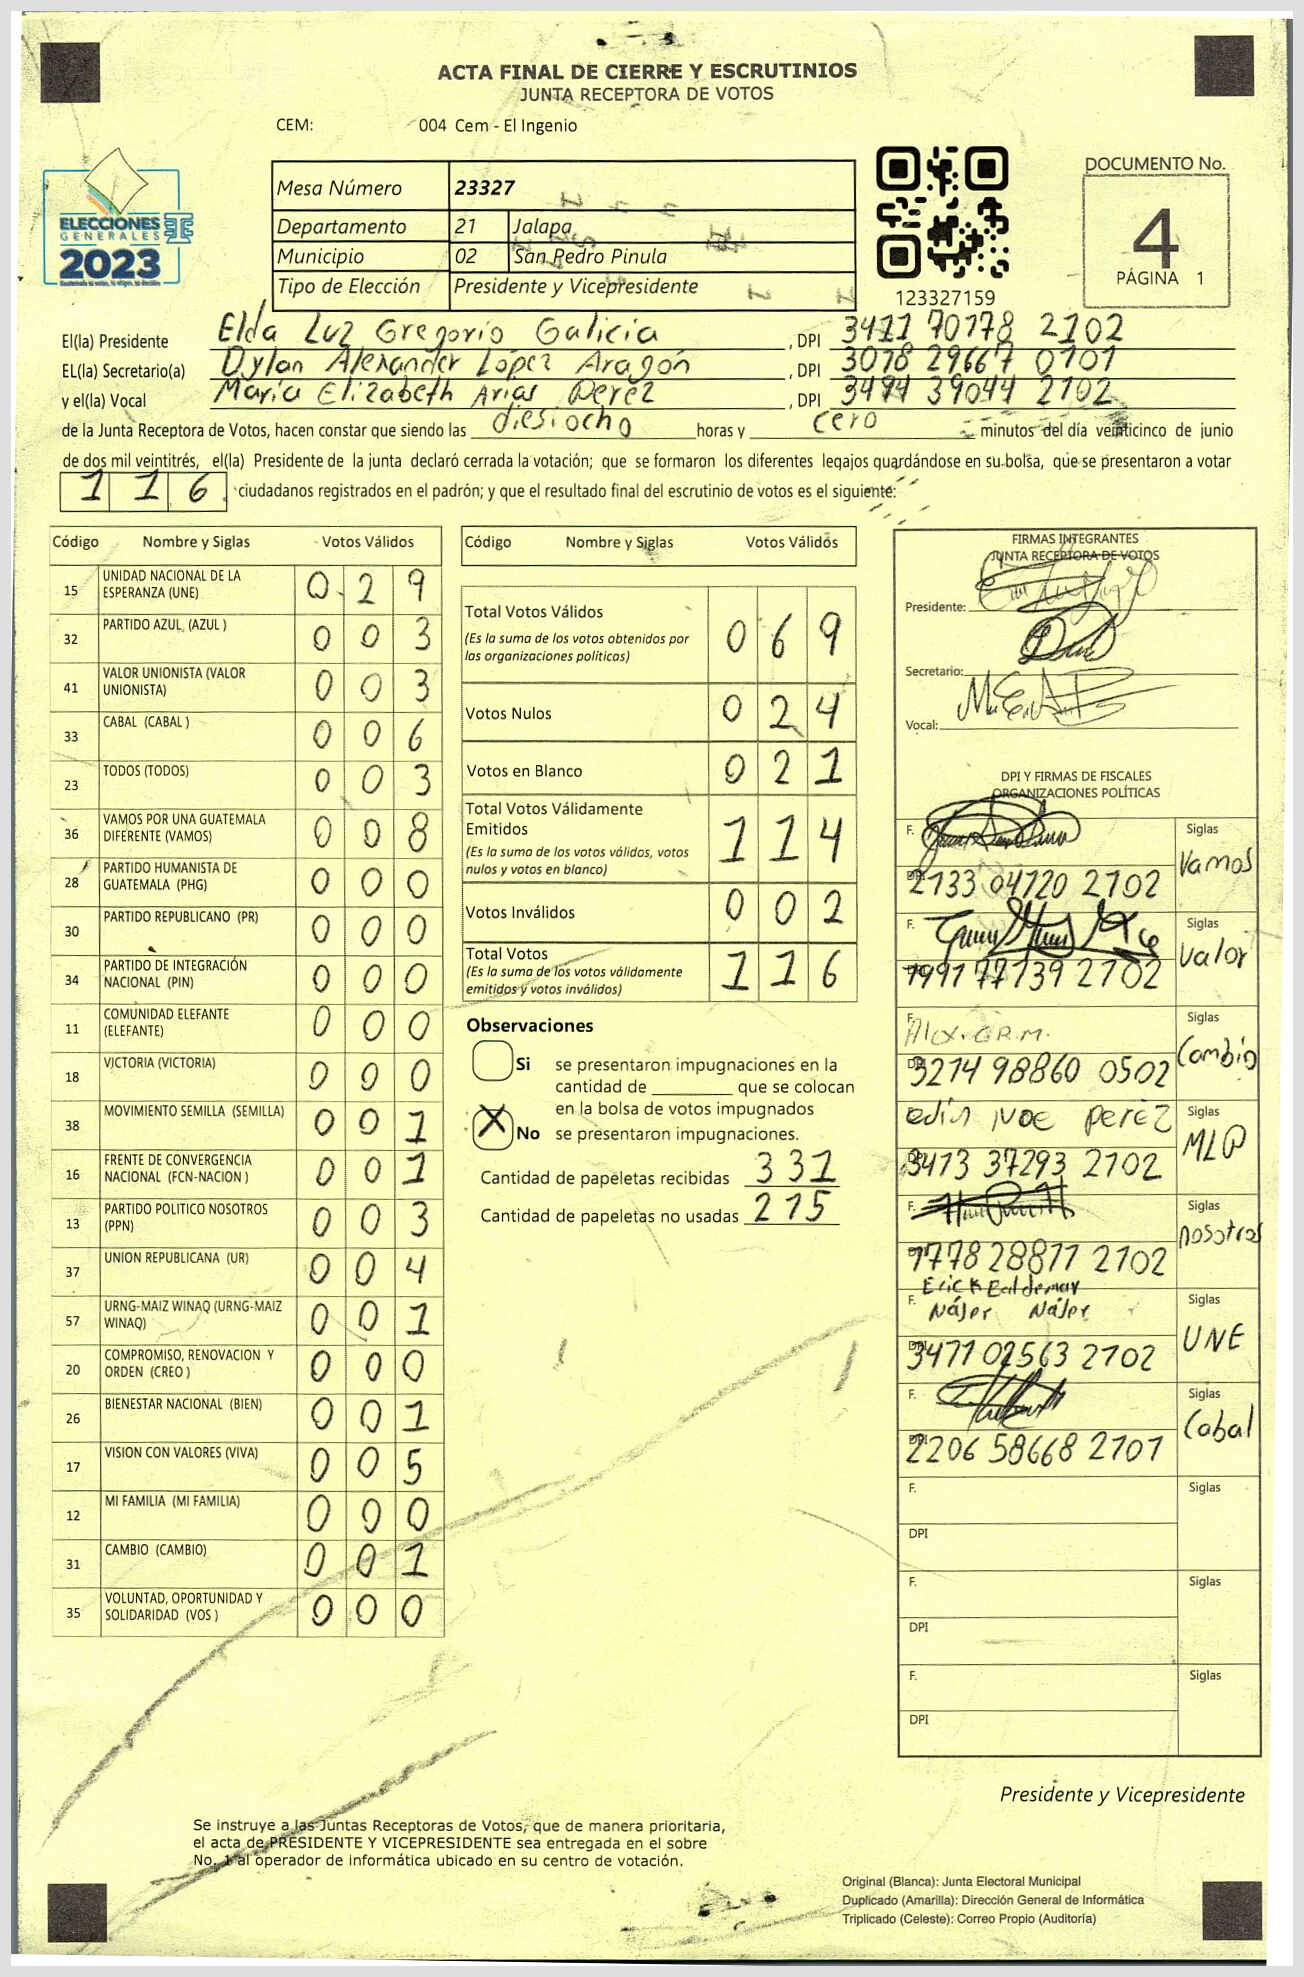 ACTA FINAL DE CIERRE Y ESCRUTINIOS
JUNTA RECEPTORA DE VOTOS
CEM: 004 Cem - El Ingenio
ELECCIONES
GENERALES
2023
Mesa Número 23327
Departamento 21 Jalapa
Municipio 02 San Pedro Pinula
Tipo de Elección Presidente y Vicepresidente
123327159
DOCUMENTO No.
4
PÁGINA 1
El(la) Presidente Elda Luz Gregorio Galicia, DPI 3411 70178 2102
EL(la) Secretario(a) Dylan Alexander López Aragón, DPI 3018 29667 0101
y el(la) Vocal María Elizabeth Arias Perez, DPI 3494 39044 2102
de la Junta Receptora de Votos, hacen constar que siendo las diesiocho horas y cero minutos del día veinticinco de junio
de dos mil veintitrés, el(la) Presidente de la junta declaró cerrada la votación; que se formaron los diferentes legajos guardándose en su bolsa, que se presentaron a votar
116 ciudadanos registrados en el padrón; y que el resultado final del escrutinio de votos es el siguiente:
Código Nombre y Siglas Votos Válidos
15 UNIDAD NACIONAL DE LA ESPERANZA (UNE) 0 2 9
32 PARTIDO AZUL (AZUL ) 0 0 3
41 VALOR UNIONISTA (VALOR UNIONISTA) 0 0 3
33 CABAL (CABAL ) 0 0 6
23 TODOS (TODOS) 0 0 3
36 VAMOS POR UNA GUATEMALA DIFERENTE (VAMOS) 0 0 8
28 PARTIDO HUMANISTA DE GUATEMALA (PHG) 0 0 0
30 PARTIDO REPUBLICANO (PR) 0 0 0
34 PARTIDO DE INTEGRACIÓN NACIONAL (PIN) 0 0 0
11 COMUNIDAD ELEFANTE (ELEFANTE) 0 0 0
18 VICTORIA (VICTORIA) 0 0 0
38 MOVIMIENTO SEMILLA (SEMILLA) 0 0 1
16 FRENTE DE CONVERGENCIA NACIONAL (FCN-NACION ) 0 0 1
13 PARTIDO POLITICO NOSOTROS (PPN) 0 0 3
37 UNION REPUBLICANA (UR) 0 0 4
57 URNG-MAIZ WINAQ (URNG-MAIZ WINAQ) 0 0 1
20 COMPROMISO, RENOVACION Y ORDEN (CREO ) 0 0 0
26 BIENESTAR NACIONAL (BIEN) 0 0 1
17 VISION CON VALORES (VIVA) 0 0 5
12 MI FAMILIA (MI FAMILIA) 0 0 0
31 CAMBIO (CAMBIO) 0 0 1
35 VOLUNTAD, OPORTUNIDAD Y SOLIDARIDAD (VOS ) 0 0 0
Código Nombre y Siglas Votos Válidos
Total Votos Válidos 0 6 9
(Es la suma de los votos obtenidos por
las organizaciones políticas)
Votos Nulos 0 2 4
Votos en Blanco 0 2 1
Total Votos Válidamente
Emitidos 1 1 4
(Es la suma de los votos válidos, votos
nulos y votos en blanco)
Votos Inválidos 0 0 2
Total Votos 1 1 6
(Es la suma de los votos válidamente
emitidos y votos inválidos)
Observaciones
Si se presentaron impugnaciones en la
cantidad de ________ que se colocan
en la bolsa de votos impugnados
X No se presentaron impugnaciones.
Cantidad de papeletas recibidas 331
Cantidad de papeletas no usadas 215
FIRMAS INTEGRANTES
JUNTA RECEPTORA DE VOTOS
Presidente:
Secretario:
Vocal:
DPI Y FIRMAS DE FISCALES
ORGANIZACIONES POLÍTICAS
F. Siglas Vamos
2133 04720 2102
F. Siglas Valor
1991 77139 2102
F. Alex. G.R.M. Siglas Cambio
3214 98860 0502
Edin Noe Perez Siglas MLP
3413 37293 2102
F. Siglas nosotros
1778 28871 2102
F. Erick Ealdemar
Nájer Nájer Siglas UNE
3471 02563 2102
F. Siglas Cabal
2206 58668 2101
F. Siglas
DPI
F. Siglas
DPI
F. Siglas
DPI
Presidente y Vicepresidente
Se instruye a las Juntas Receptoras de Votos, que de manera prioritaria,
el acta de PRESIDENTE Y VICEPRESIDENTE sea entregada en el sobre
No. 1 al operador de informática ubicado en su centro de votación.
Original (Blanca): Junta Electoral Municipal
Duplicado (Amarilla): Dirección General de Informática
Triplicado (Celeste): Correo Propio (Auditoría)